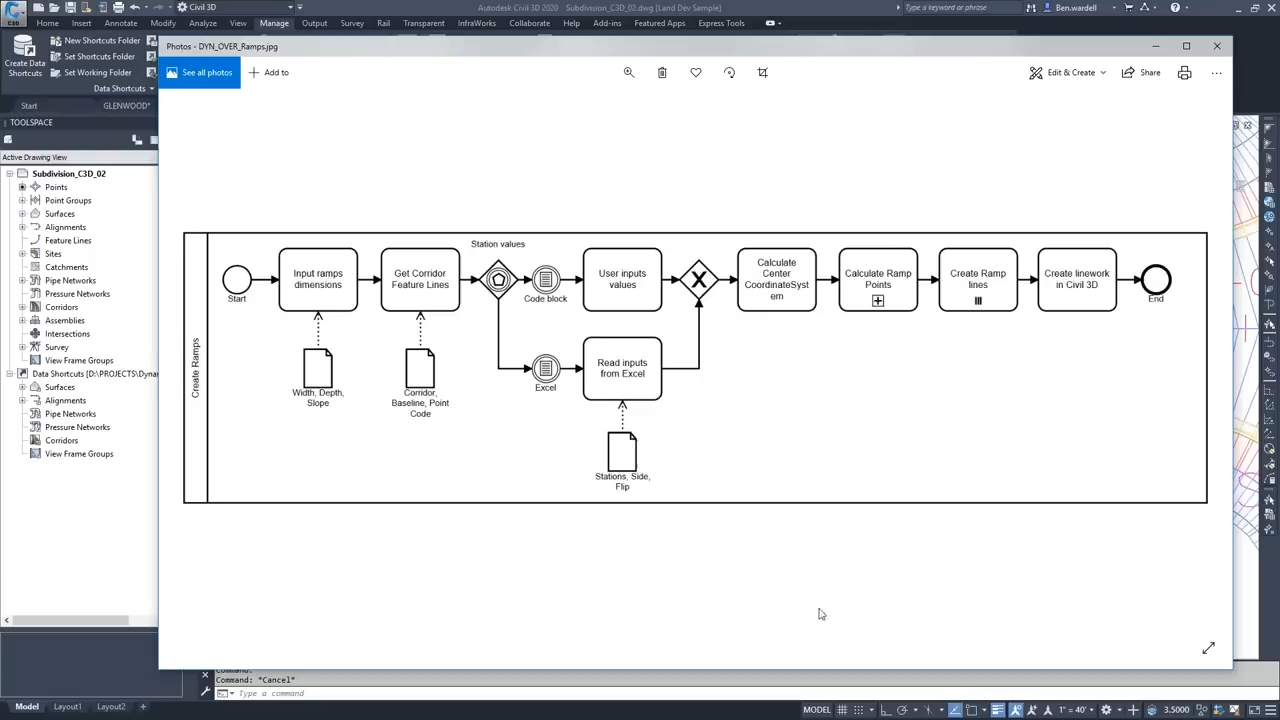 Civil 3D
Autodesk Civil 3D 2020 Subdivision_C3D_02.dwg [Land Dev Sample]
Type a keyword or phrase
Ben.wardell
Home
Insert
Annotate
Modify
Analyze
View
Manage
Output
Survey
Rail
Transparent
InfraWorks
Collaborate
Help
Add-ins
Featured Apps
Express Tools
Create Data
Shortcuts
New Shortcuts Folder
Set Shortcuts Folder
Set Working Folder
Data Shortcuts
Start
GLENWOOD*
TOOLSPACE
Active Drawing View
Subdivision_C3D_02
Points
Point Groups
Surfaces
Alignments
Feature Lines
Sites
Catchments
Pipe Networks
Pressure Networks
Corridors
Assemblies
Intersections
Survey
View Frame Groups
Data Shortcuts [D:\PROJECTS\Dyna
Surfaces
Alignments
Pipe Networks
Pressure Networks
Corridors
View Frame Groups
Photos - DYN_OVER_Ramps.jpg
See all photos
Add to
Edit & Create
Share
Create Ramps
Start
Input ramps
dimensions
Width, Depth,
Slope
Get Corridor
Feature Lines
Corridor,
Baseline, Point
Code
Station values
Code block
Excel
User inputs
values
Read inputs
from Excel
Stations, Side,
Flip
X
Calculate
Center
CoordinateSyst
em
Calculate Ramp
Points
Create Ramp
lines
Create linework
in Civil 3D
End
Command:
Command: *Cancel*
Type a command
Model
Layout1
Layout2
MODEL
1" = 40'
3.5000